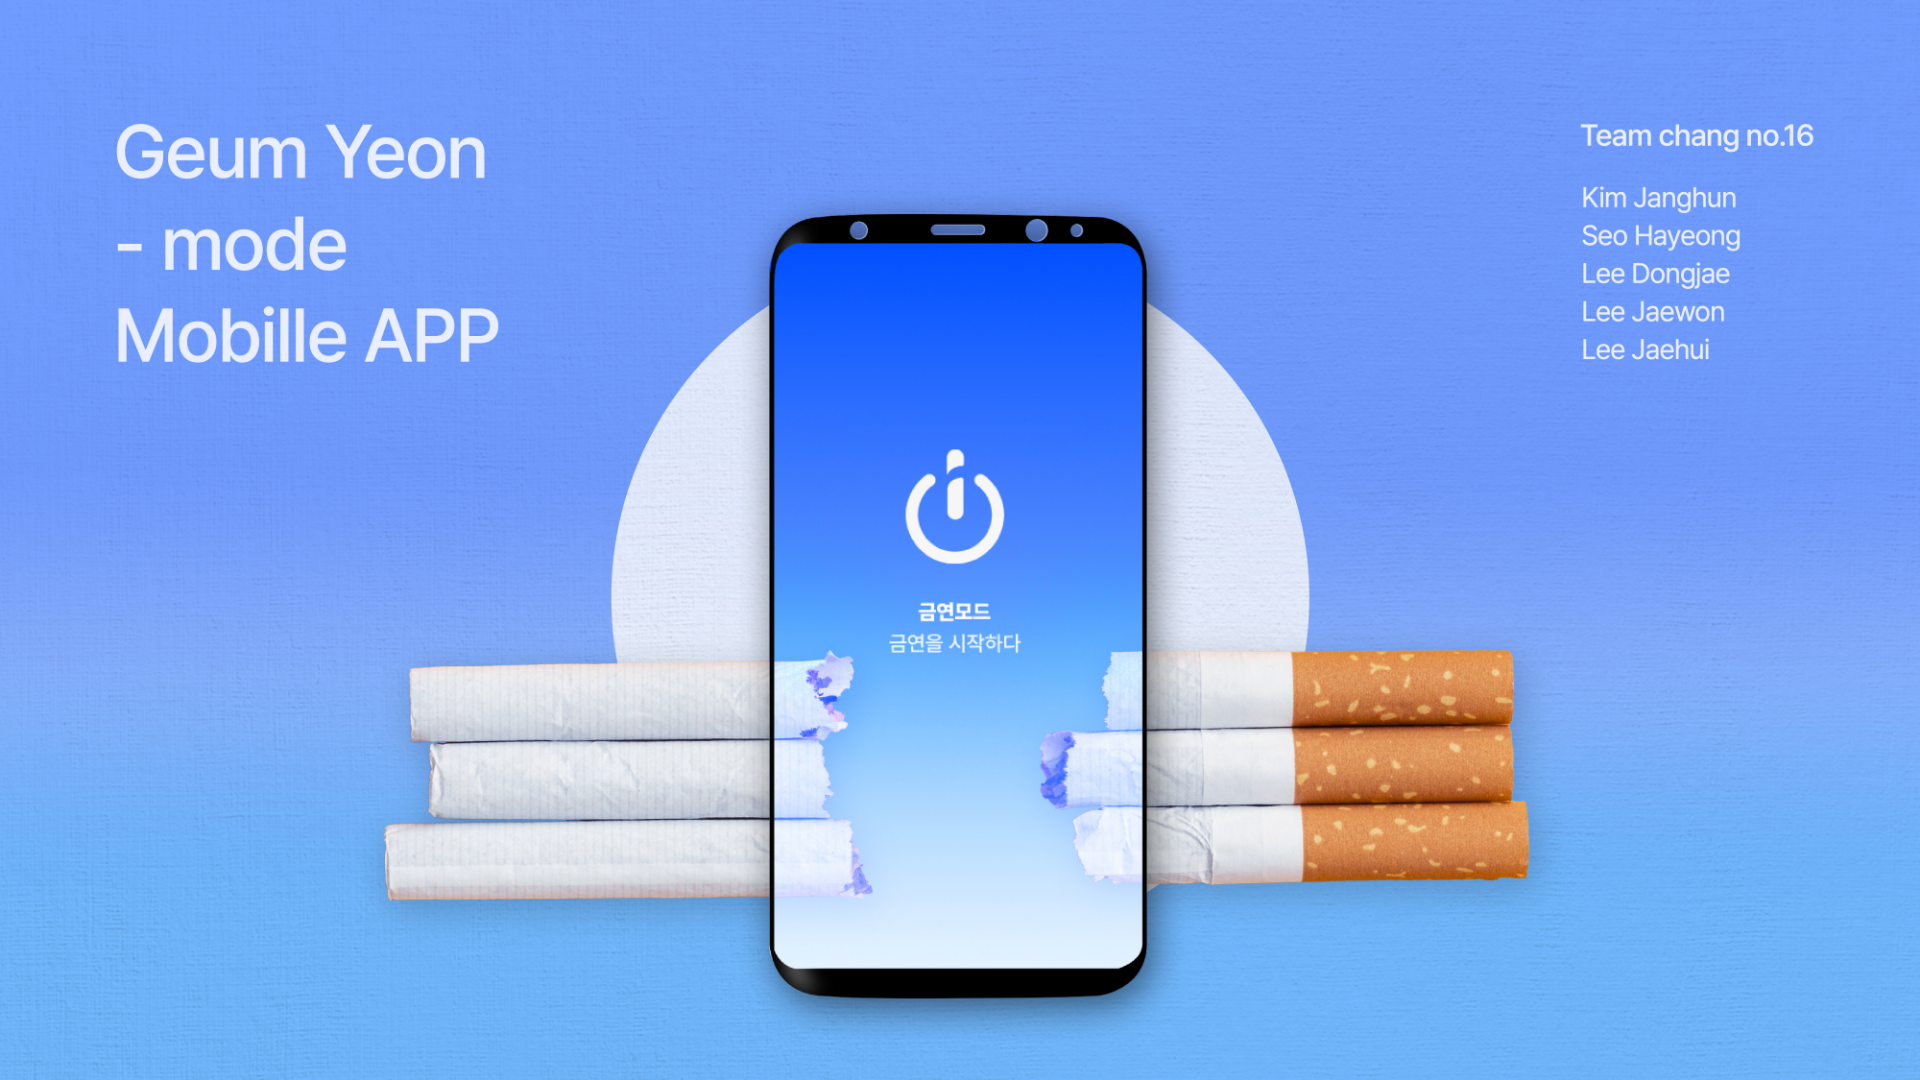 Geum Yeon
- mode
Mobille APP
Team chang no.16
Kim Janghun
Seo Hayeong
Lee Dongjae
Lee Jaewon
Lee Jaehui
금연모드
금연을 시작하다